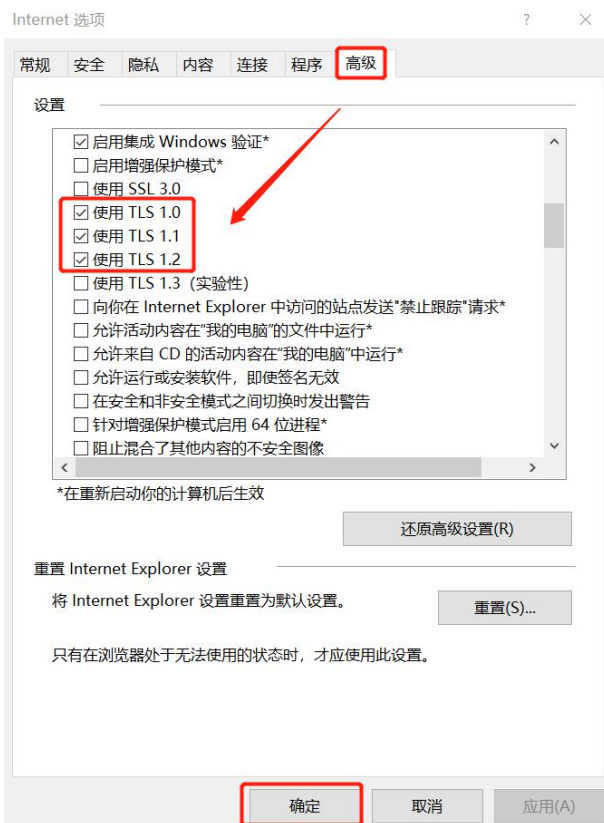 Internet 选项
常规 安全 隐私 内容 连接 程序 高级
设置
启用集成 Windows 验证*
启用增强保护模式*
使用 SSL 3.0
使用 TLS 1.0
使用 TLS 1.1
使用 TLS 1.2
使用 TLS 1.3（实验性）
向你在 Internet Explorer 中访问的站点发送"禁止跟踪"请求*
允许活动内容在"我的电脑"的文件中运行*
允许来自 CD 的活动内容在"我的电脑"中运行*
允许运行或安装软件，即使签名无效
在安全和非安全模式之间切换时发出警告
针对增强保护模式启用 64 位进程*
阻止混合了其他内容的不安全图像
*在重新启动你的计算机后生效
还原高级设置(R)
重置 Internet Explorer 设置
将 Internet Explorer 设置重置为默认设置。
重置(S)...
只有在浏览器处于无法使用的状态时，才应使用此设置。
确定 取消 应用(A)